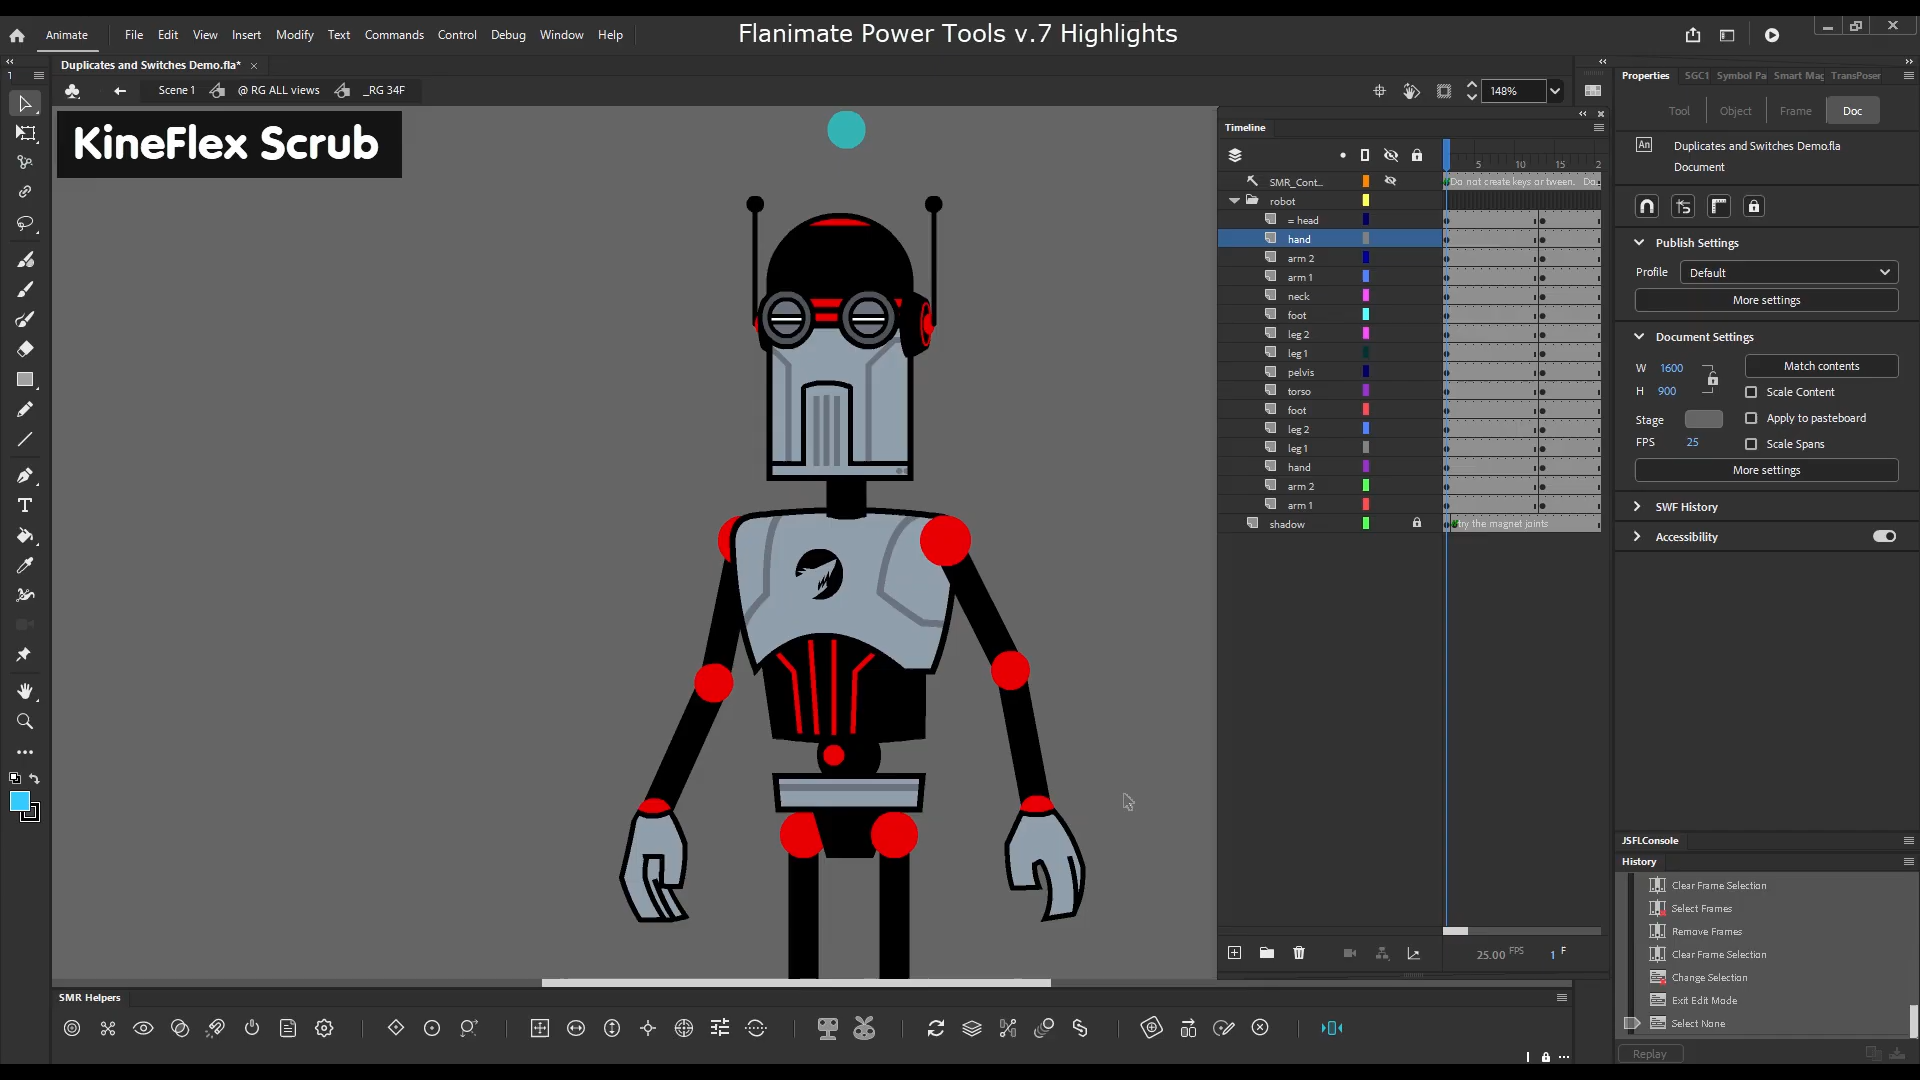 Flanimate Power Tools v.7 Highlights
Animate
File Edit View Insert Modify Text Commands Control Debug Window Help
Duplicates and Switches Demo.fla*
Scene 1 @ RG ALL views _RG 34F
148%
KineFlex Scrub
Timeline
5 10 15 2
SMR_Cont...
Do not create keys or tween. Do..
robot
= head
hand
arm 2
arm 1
neck
foot
leg 2
leg 1
pelvis
torso
foot
leg 2
leg 1
hand
arm 2
arm 1
shadow
try the magnet joints
25.00 FPS 1 F
Properties SGC1 Symbol Pa Smart Mag TransPoser
Tool Object Frame Doc
An Duplicates and Switches Demo.fla
Document
Publish Settings
Profile Default
More settings
Document Settings
W 1600 Match contents
H 900 Scale Content
Stage Apply to pasteboard
FPS 25 Scale Spans
More settings
SWF History
Accessibility
JSFLConsole
History
Clear Frame Selection
Select Frames
Remove Frames
Clear Frame Selection
Change Selection
Exit Edit Mode
Select None
Replay
SMR Helpers